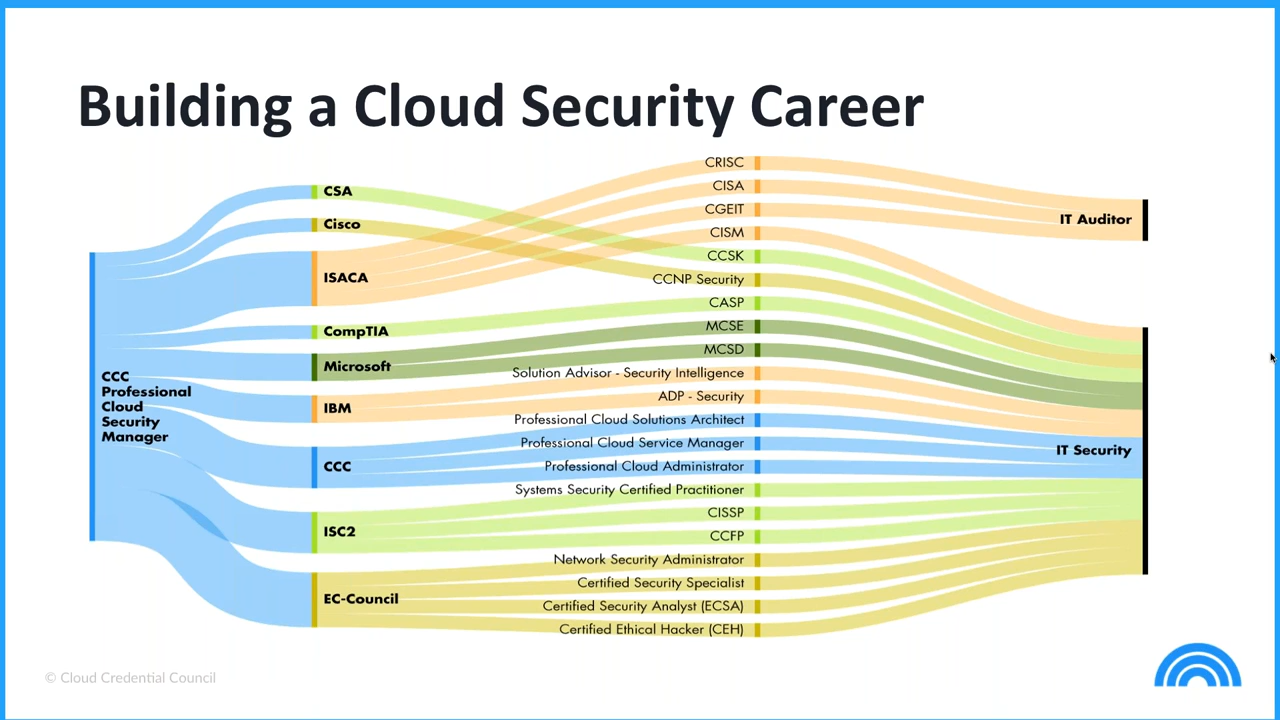 Building a Cloud Security Career
CCC
Professional
Cloud
Security
Manager
CSA
Cisco
ISACA
CompTIA
Microsoft
IBM
CCC
ISC2
EC-Council
CRISC
CISA
CGEIT
CISM
CCSK
CCNP Security
CASP
MCSE
MCSD
Solution Advisor - Security Intelligence
ADP - Security
Professional Cloud Solutions Architect
Professional Cloud Service Manager
Professional Cloud Administrator
Systems Security Certified Practitioner
CISSP
CCFP
Network Security Administrator
Certified Security Specialist
Certified Security Analyst (ECSA)
Certified Ethical Hacker (CEH)
IT Auditor
IT Security
© Cloud Credential Council